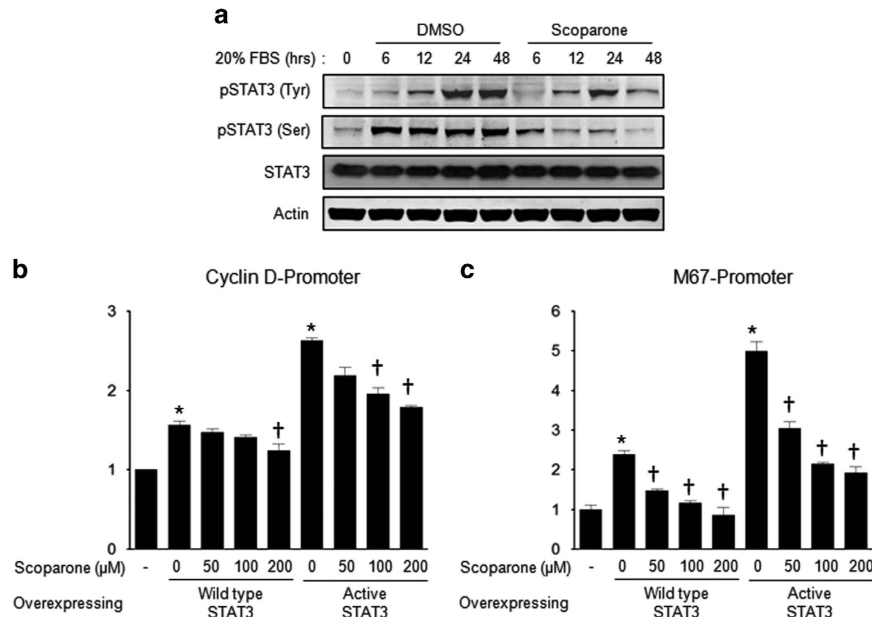 a
DMSO Scoparone
20% FBS (hrs) : 0 6 12 24 48 6 12 24 48
pSTAT3 (Tyr)
pSTAT3 (Ser)
STAT3
Actin
b
Cyclin D-Promoter
3
2
1
0
* * † * † †
Scoparone (µM) - 0 50 100 200 0 50 100 200
Overexpressing Wild type STAT3 Active STAT3
c
M67-Promoter
6
5
4
3
2
1
0
* † † † * † † †
Scoparone (µM) - 0 50 100 200 0 50 100 200
Overexpressing Wild type STAT3 Active STAT3